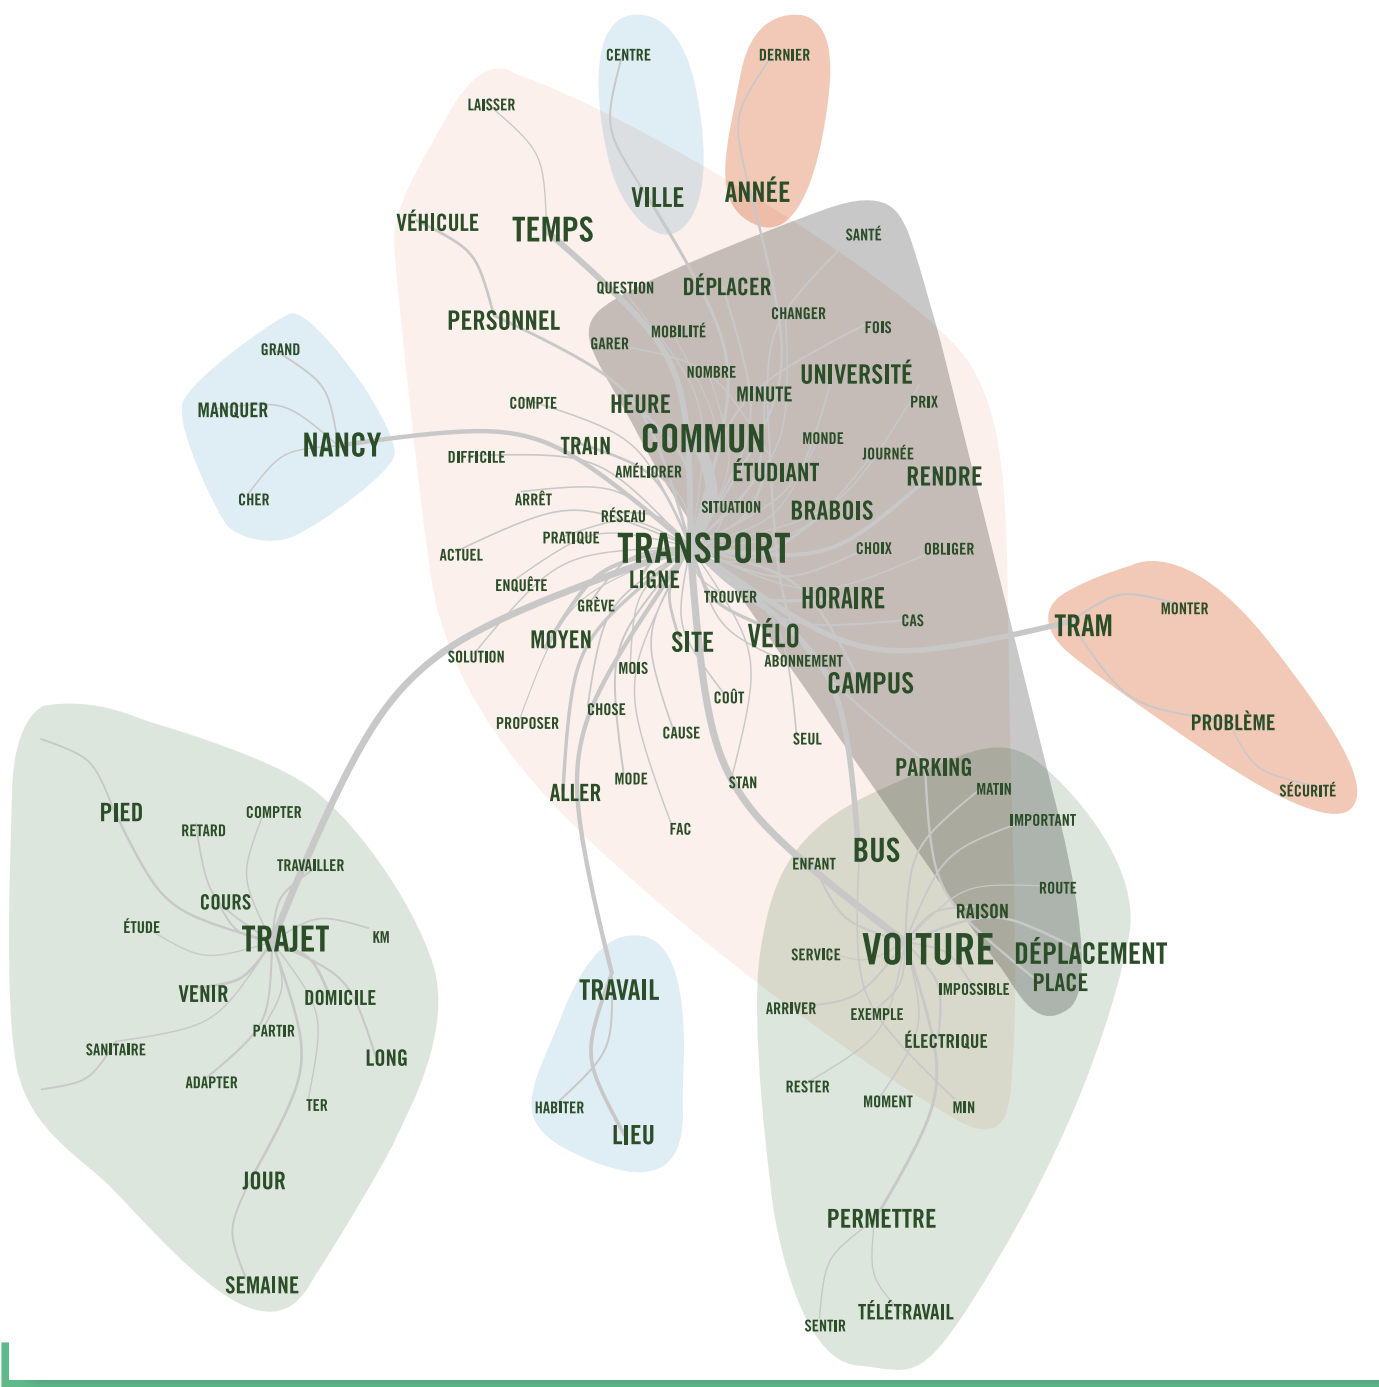 CENTRE
DERNIER
LAISSER
ANNÉE
VILLE
VÉHICULE
TEMPS
SANTÉ
QUESTION
DÉPLACER
CHANGER
PERSONNEL
MOBILITÉ
FOIS
GARER
GRAND
NOMBRE
UNIVERSITÉ
MINUTE
PRIX
COMPTE
HEURE
MANQUER
COMMUN
MONDE
NANCY
TRAIN
JOURNÉE
DIFFICILE
AMÉLIORER
ÉTUDIANT
RENDRE
CHER
ARRÊT
SITUATION
BRABOIS
RÉSEAU
PRATIQUE
TRANSPORT
CHOIX
OBLIGER
ACTUEL
LIGNE
ENQUÊTE
TROUVER
HORAIRE
GRÈVE
MONTER
CAS
TRAM
MOYEN
SITE
VÉLO
SOLUTION
ABONNEMENT
MOIS
CAMPUS
COÛT
CHOSE
PROPOSER
PROBLÈME
CAUSE
SEUL
PARKING
MODE
STAN
MATIN
SÉCURITÉ
ALLER
PIED
COMPTER
IMPORTANT
RETARD
FAC
BUS
ENFANT
TRAVAILLER
ROUTE
COURS
RAISON
ÉTUDE
TRAJET
KM
VOITURE
DÉPLACEMENT
SERVICE
PLACE
IMPOSSIBLE
TRAVAIL
VENIR
DOMICILE
ARRIVER
EXEMPLE
PARTIR
ÉLECTRIQUE
SANITAIRE
LONG
ADAPTER
RESTER
MOMENT
TER
HABITER
MIN
LIEU
JOUR
PERMETTRE
SEMAINE
TÉLÉTRAVAIL
SENTIR